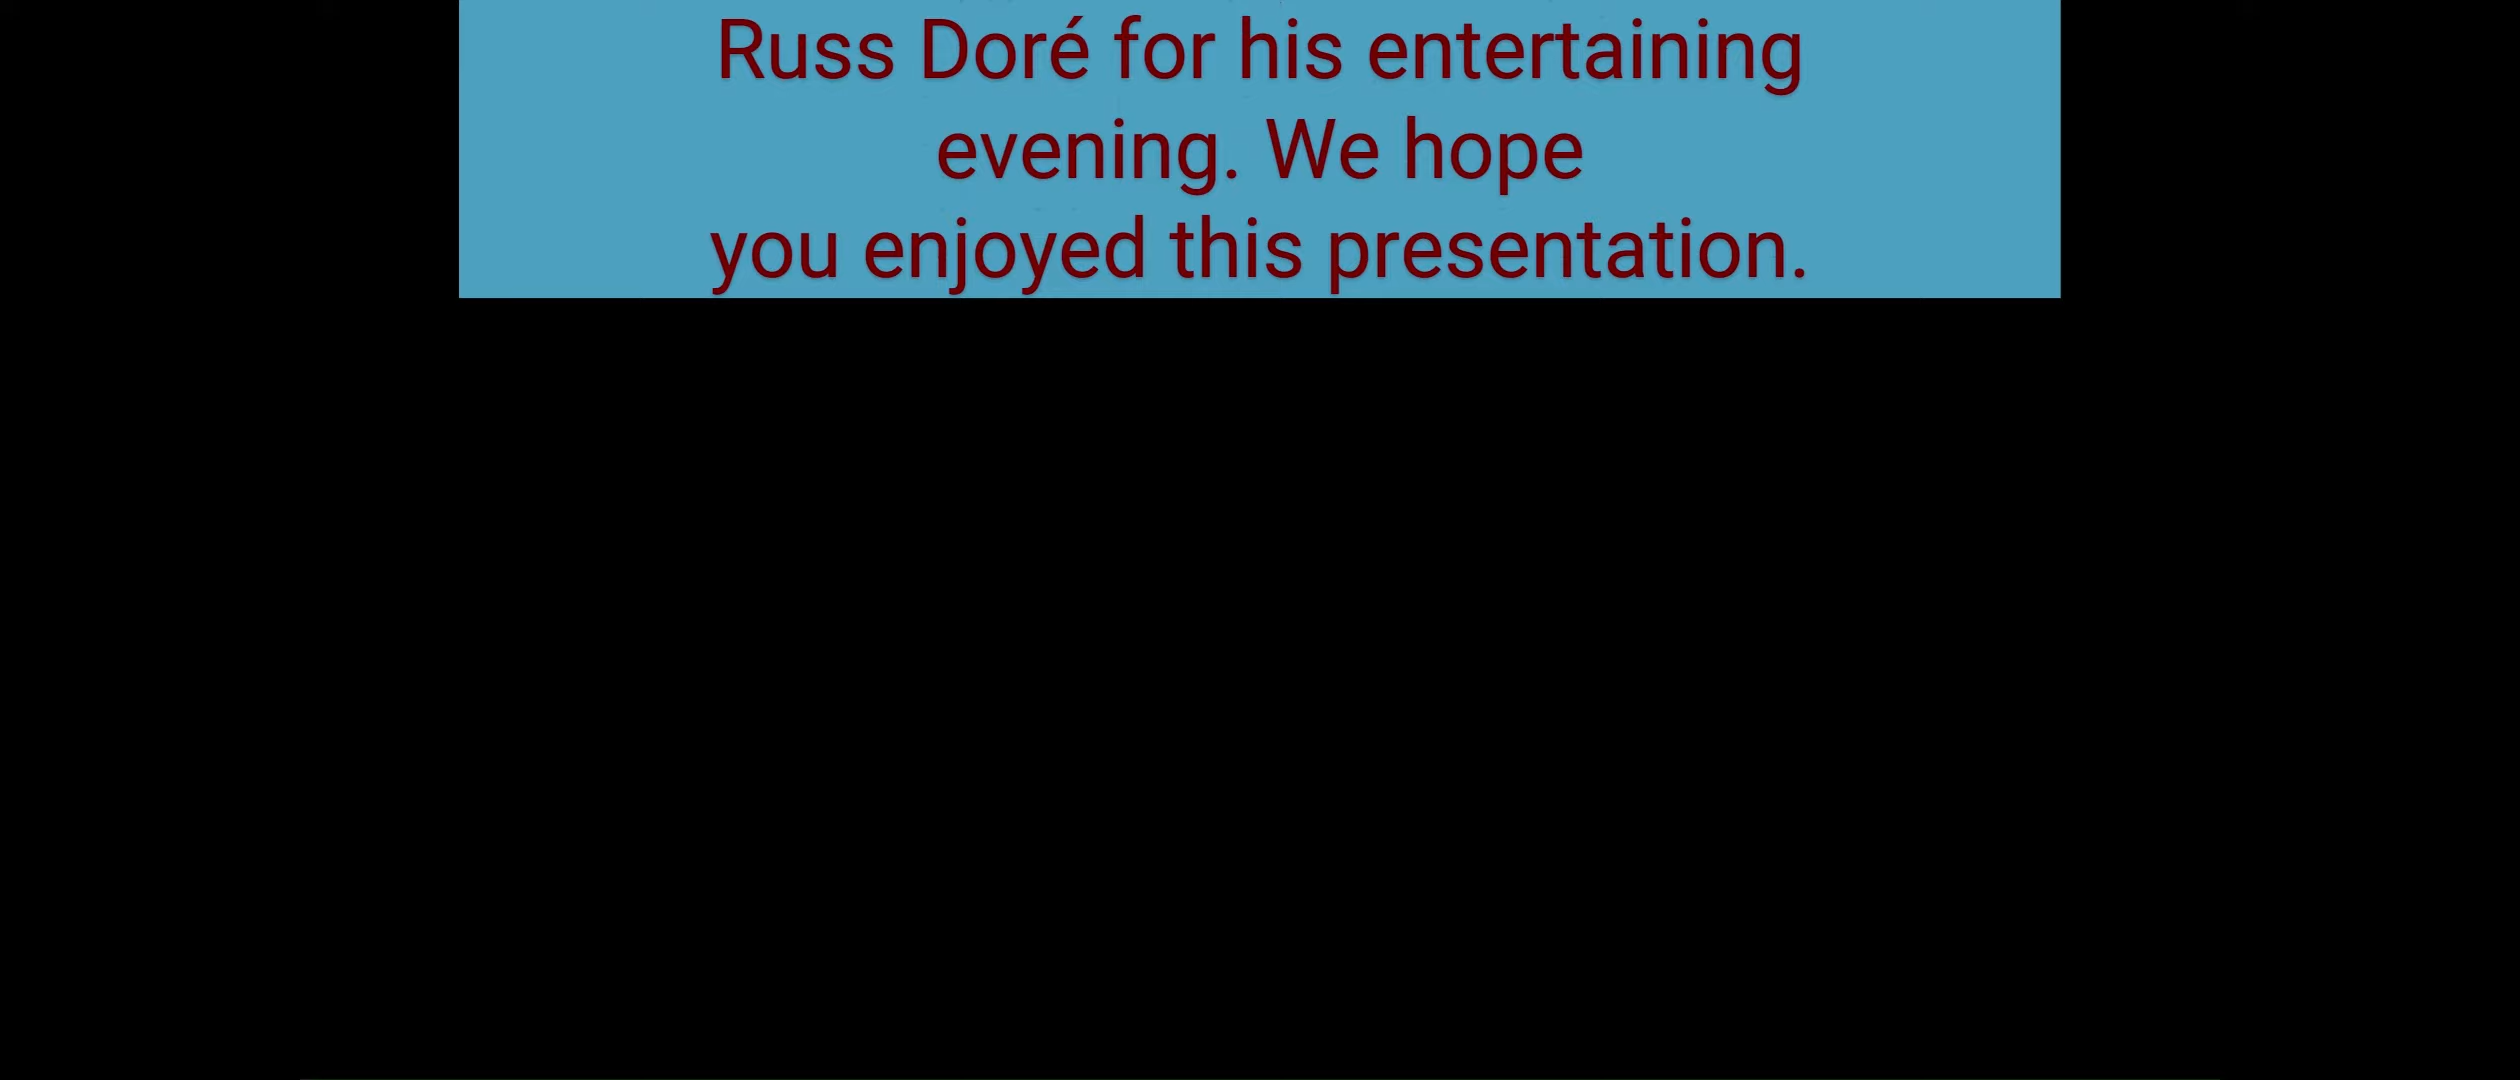 Russ Doré for his entertaining
evening. We hope
you enjoyed this presentation.